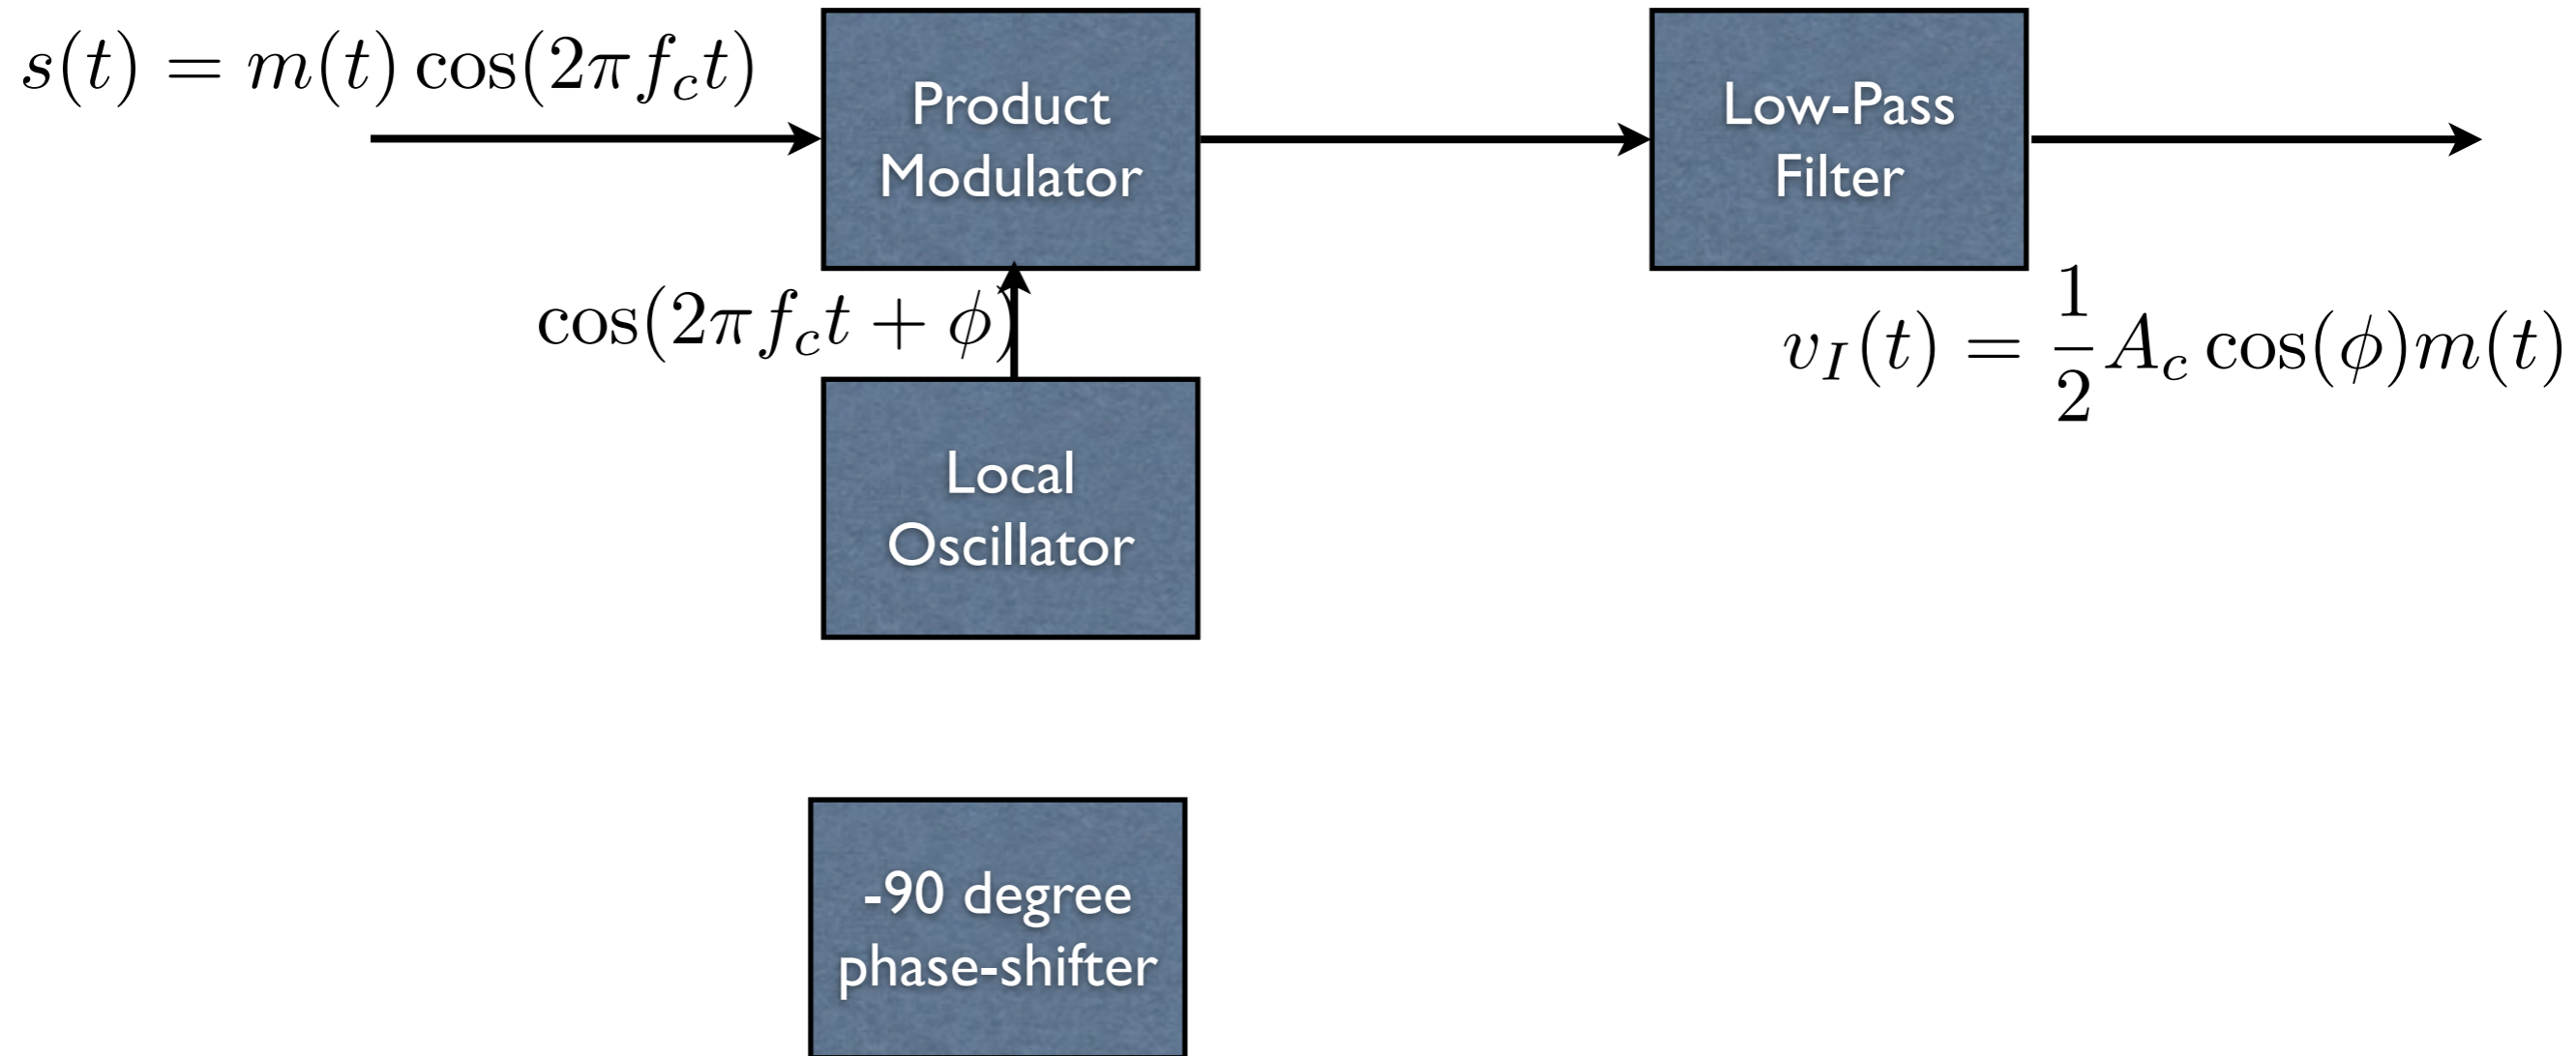 s(t) = m(t) cos(2πf_c t)
Product
Modulator
Low-Pass
Filter
cos(2πf_c t + φ)
v_I(t) = \frac{1}{2} A_c cos(φ)m(t)
Local
Oscillator
-90 degree
phase-shifter